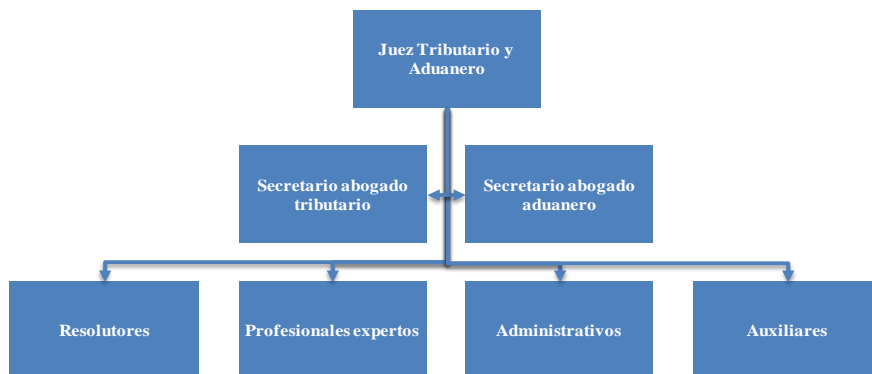 Juez Tributario y
Aduanero
Secretario abogado
tributario
Secretario abogado
aduanero
Resolutores
Profesionales expertos
Administrativos
Auxiliares